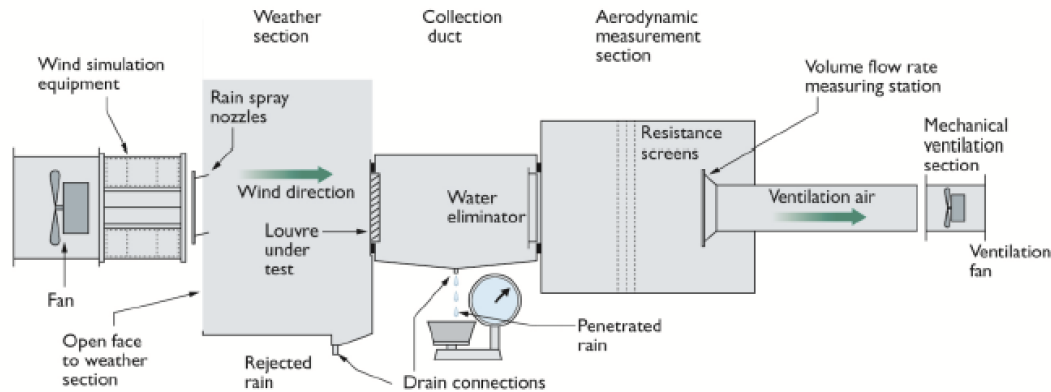 Weather
section
Collection
duct
Aerodynamic
measurement
section
Wind simulation
equipment
Rain spray
nozzles
Volume flow rate
measuring station
Resistance
screens
Mechanical
ventilation
section
Wind direction
Water
eliminator
Ventilation air
Louvre
under
test
Ventilation
fan
Fan
Open face
to weather
section
Penetrated
rain
Rejected
rain
Drain connections